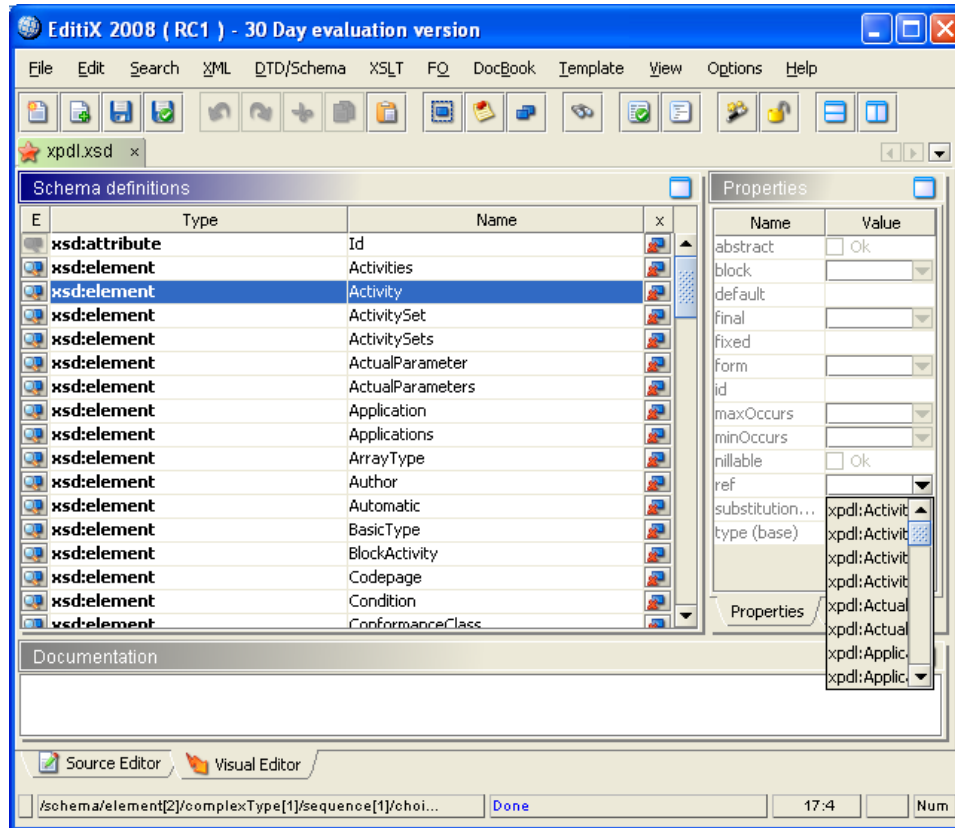 EditiX 2008 ( RC1 ) - 30 Day evaluation version
File Edit Search XML DTD/Schema XSLT FO DocBook Template View Options Help
xpdl.xsd ×
Schema definitions
E Type Name x
xsd:attribute Id
xsd:element Activities
xsd:element Activity
xsd:element ActivitySet
xsd:element ActivitySets
xsd:element ActualParameter
xsd:element ActualParameters
xsd:element Application
xsd:element Applications
xsd:element ArrayType
xsd:element Author
xsd:element Automatic
xsd:element BasicType
xsd:element BlockActivity
xsd:element Codepage
xsd:element Condition
xsd:element ConformanceClass
Properties
Name Value
abstract Ok
block
default
final
fixed
form
id
maxOccurs
minOccurs
nillable Ok
ref
substitution...
type (base)
xpdl:Activit
xpdl:Activit
xpdl:Activit
xpdl:Activit
xpdl:Actual
xpdl:Actual
xpdl:Applic
xpdl:Applic
Properties
Documentation
Source Editor Visual Editor
/schema/element[2]/complexType[1]/sequence[1]/choi... Done 17:4 Num